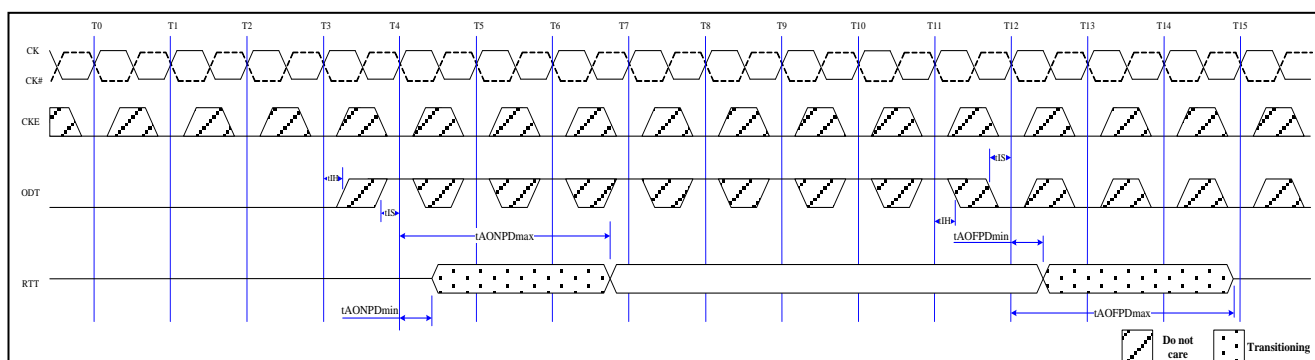 T0 T1 T2 T3 T4 T5 T6 T7 T8 T9 T10 T11 T12 T13 T14 T15
CK
CK#
CKE
tIS
tIH
ODT
tIS
tIH
tAONPDmax
tAOFPDmin
RTT
tAONPDmin
tAOFPDmax
Do not
care
Transitioning